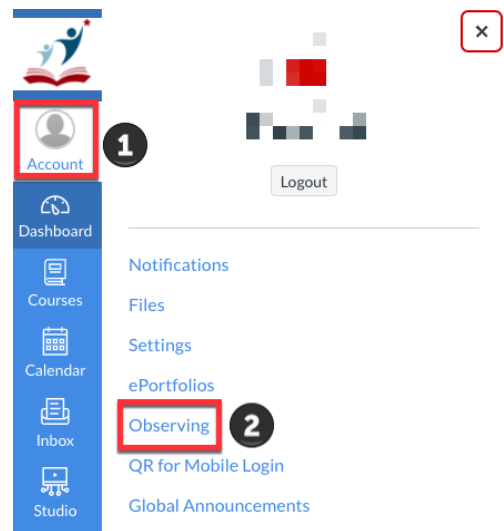 Account
1
Logout
Dashboard
Notifications
Courses
Files
Settings
Calendar
ePortfolios
Observing
2
Inbox
QR for Mobile Login
Studio
Global Announcements